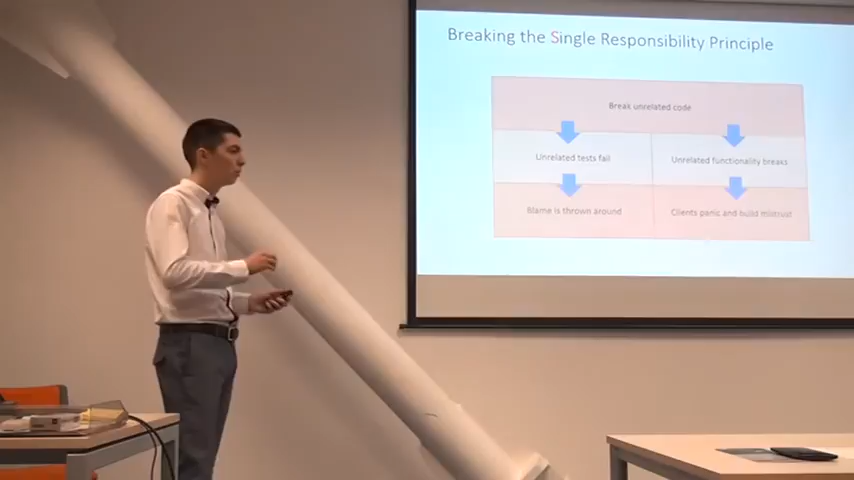 Breaking the Single Responsibility Principle
Break unrelated code
Unrelated tests fail
Unrelated functionality breaks
Blame is thrown around
Clients panic and build mistrust